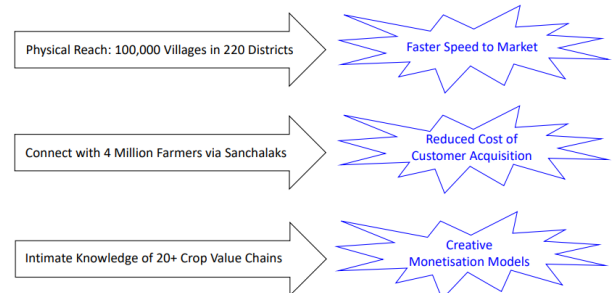 Physical Reach: 100,000 Villages in 220 Districts
Faster Speed to Market
Connect with 4 Million Farmers via Sanchalaks
Reduced Cost of
Customer Acquisition
Intimate Knowledge of 20+ Crop Value Chains
Creative
Monetisation Models